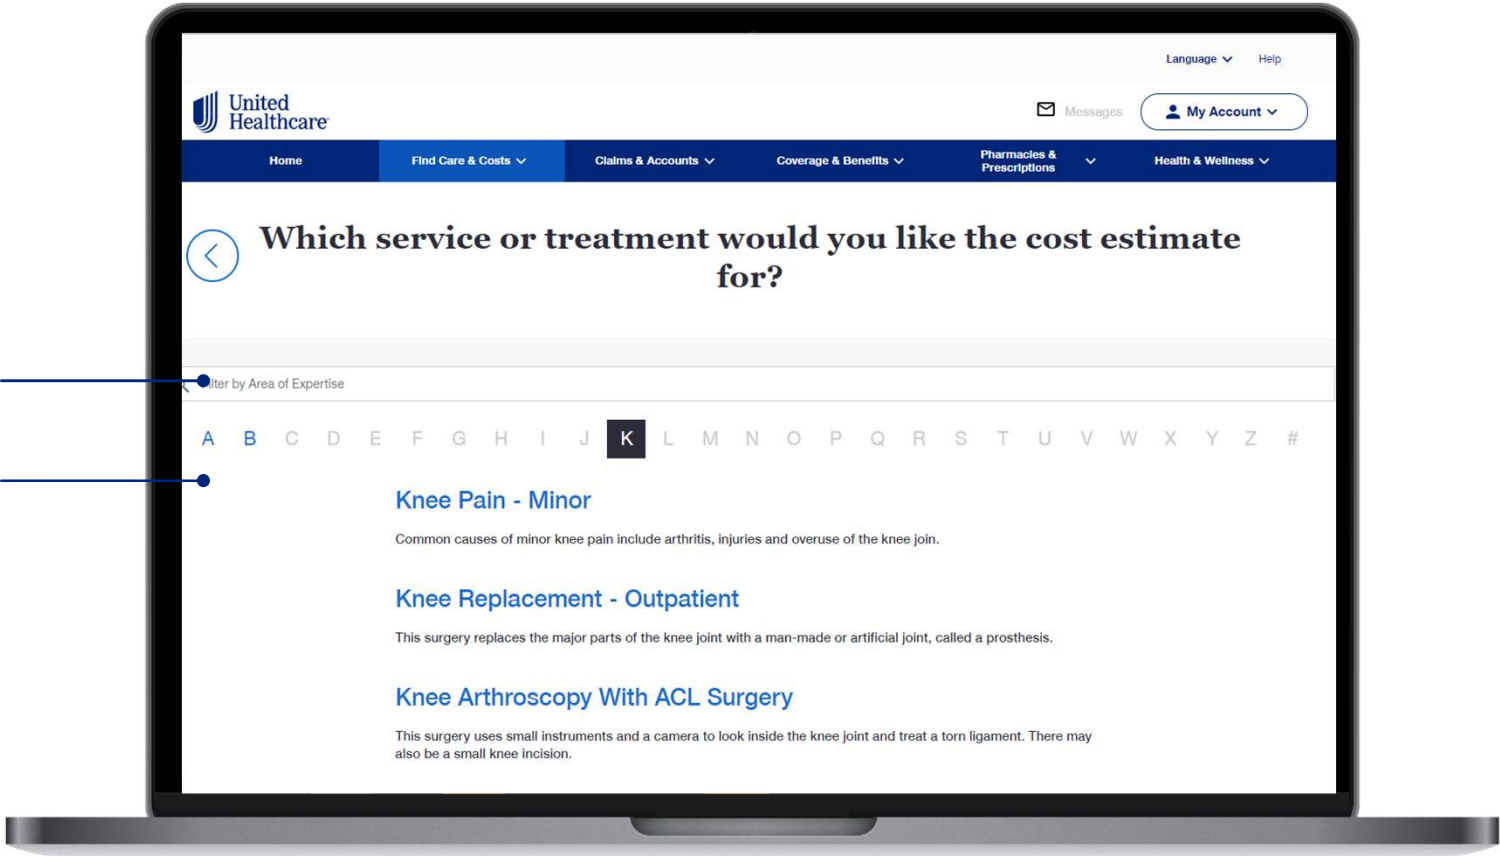 Language Help
United
Healthcare
Messages My Account
Home Find Care & Costs Claims & Accounts Coverage & Benefits Pharmacies &
Prescriptions Health & Wellness
Which service or treatment would you like the cost estimate
for?
ilter by Area of Expertise
A B C D E F G H I J K L M N O P Q R S T U V W X Y Z #
Knee Pain - Minor
Common causes of minor knee pain include arthritis, injuries and overuse of the knee join.
Knee Replacement - Outpatient
This surgery replaces the major parts of the knee joint with a man-made or artificial joint, called a prosthesis.
Knee Arthroscopy With ACL Surgery
This surgery uses small instruments and a camera to look inside the knee joint and treat a torn ligament. There may
also be a small knee incision.